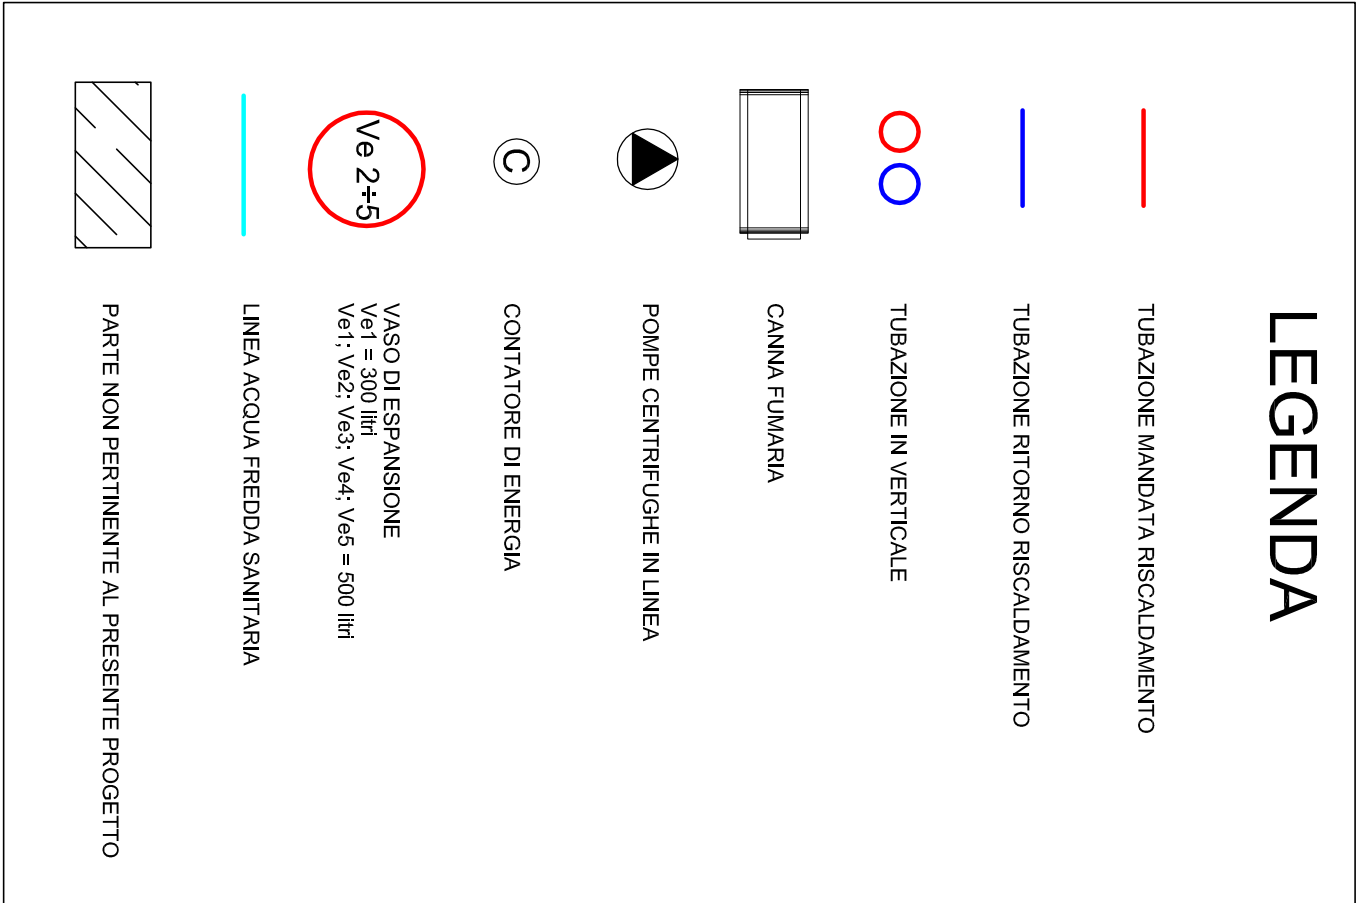 LEGENDA
TUBAZIONE MANDATA RISCALDAMENTO
TUBAZIONE RITORNO RISCALDAMENTO
TUBAZIONE IN VERTICALE
CANNA FUMARIA
POMPE CENTRIFUGHE IN LINEA
C
CONTATORE DI ENERGIA
Ve 2÷5
VASO DI ESPANSIONE
Ve1 = 300 litri
Ve1; Ve2; Ve3; Ve4; Ve5 = 500 litri
LINEA ACQUA FREDDA SANITARIA
PARTE NON PERTINENTE AL PRESENTE PROGETTO